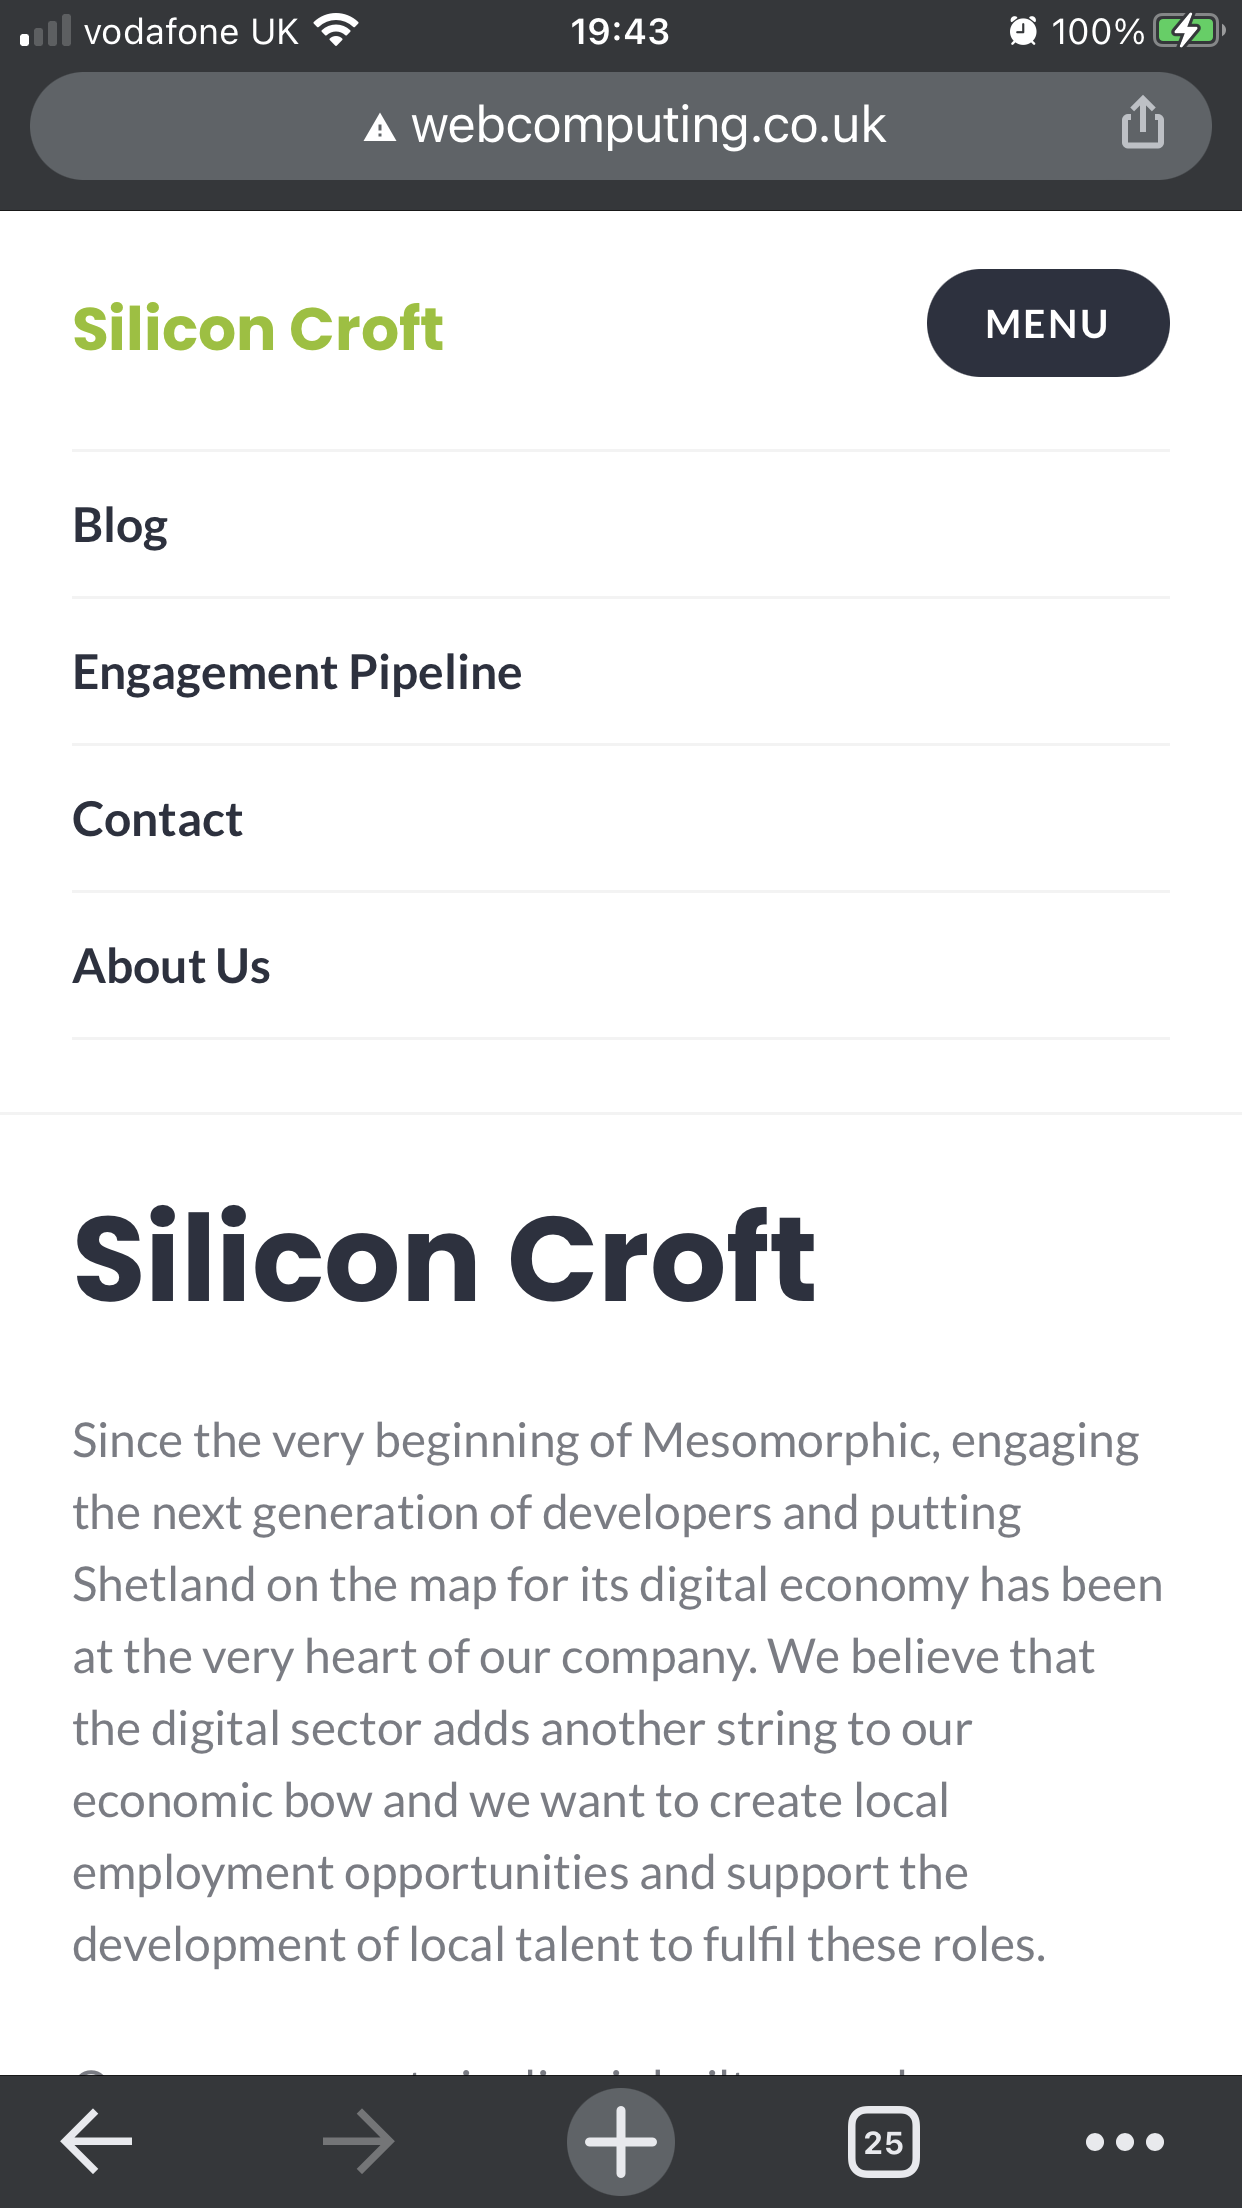 vodafone UK 19:43 100%
webcomputing.co.uk
Silicon Croft MENU
Blog
Engagement Pipeline
Contact
About Us
Silicon Croft
Since the very beginning of Mesomorphic, engaging
the next generation of developers and putting
Shetland on the map for its digital economy has been
at the very heart of our company. We believe that
the digital sector adds another string to our
economic bow and we want to create local
employment opportunities and support the
development of local talent to fulfil these roles.
25